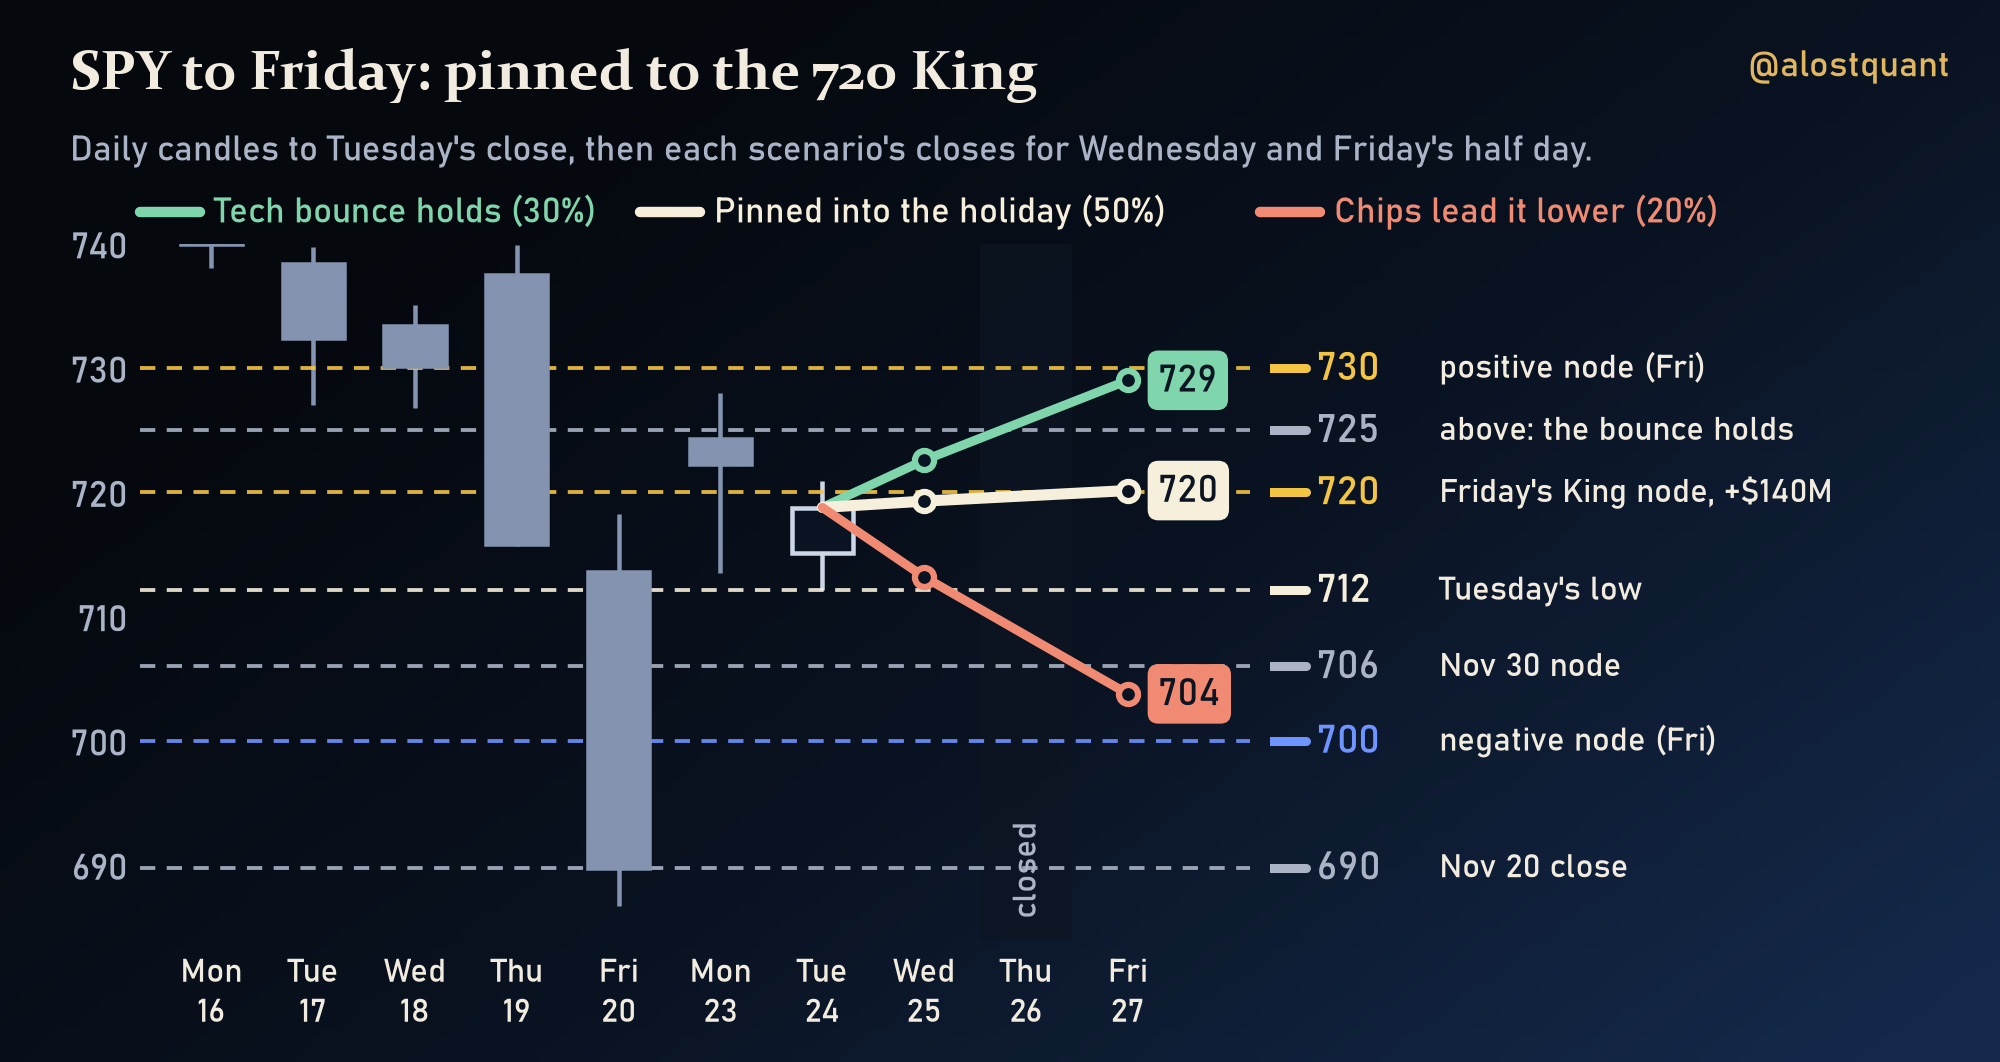 SPY to Friday: pinned to the 720 King
@alostquant
Daily candles to Tuesday's close, then each scenario's closes for Wednesday and Friday's half day.
Tech bounce holds (30%)
Pinned into the holiday (50%)
Chips lead it lower (20%)
740
730
720
710
700
690
729
720
704
730 positive node (Fri)
725 above: the bounce holds
720 Friday's King node, +$140M
712 Tuesday's low
706 Nov 30 node
700 negative node (Fri)
690 Nov 20 close
closed
Mon Tue Wed Thu Fri Mon Tue Wed Thu Fri
16 17 18 19 20 23 24 25 26 27